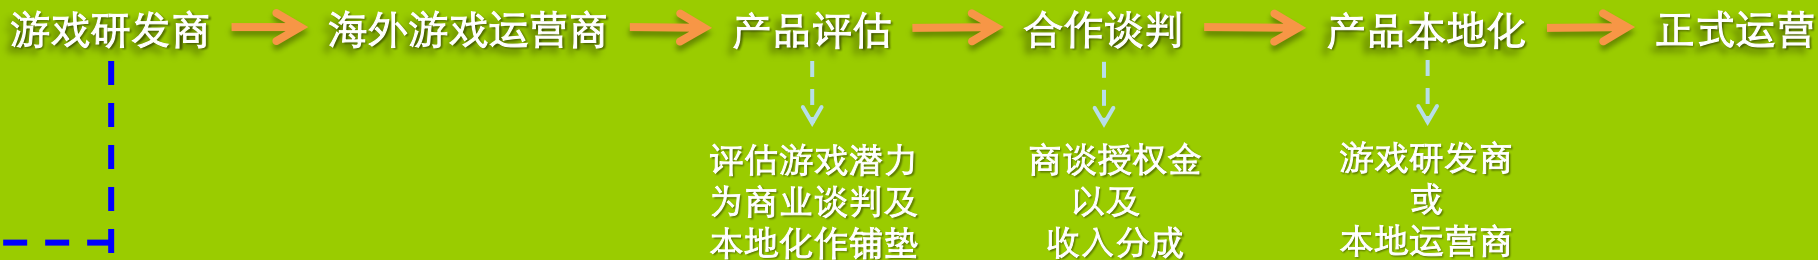 游戏研发商 海外游戏运营商 产品评估 合作谈判 产品本地化 正式运营
评估游戏潜力
为商业谈判及
本地化作铺垫
商谈授权金
以及
收入分成
游戏研发商
或
本地运营商